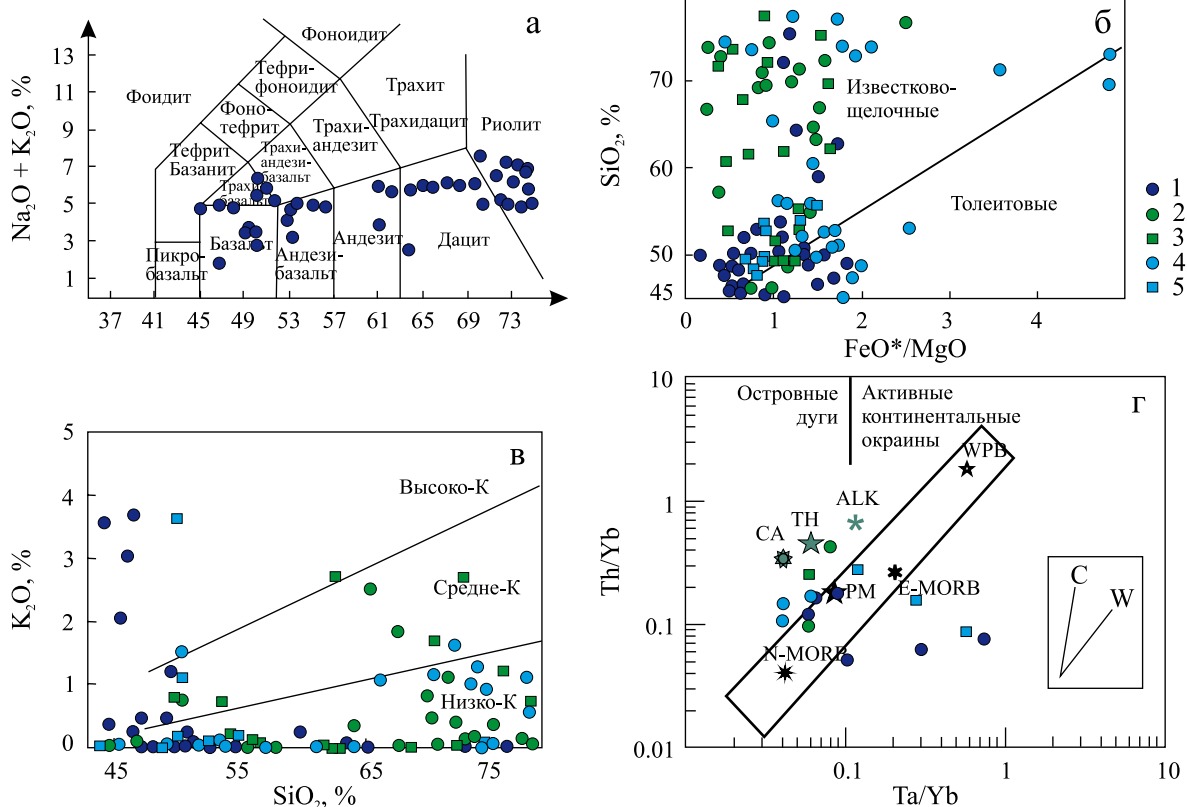 а
Na₂O + K₂O, %
13
11
9
7
5
3
1
37 41 45 49 50 53 57 61 65 69 70 73
Фоноидит
Тефри-
фоноидит
Фоидит
Фоно-
тефрит
Трахит
Трахидацит
Трахи-
андезит
Риолит
Тефрит
Базанит
Трахи-
андези-
базальт
Трахи-
базальт
Пикро-
базальт
Базальт
Андези-
базальт
Андезит
Дацит
б
SiO₂, %
70
60
50
45
0 1 2 3 4
FeO*/MgO
Известково-
щелочные
Толеитовые
1
2
3
4
5
в
K₂O, %
5
4
3
2
1
0
45 55 65 75
SiO₂, %
Высоко-К
Средне-К
Низко-К
г
Th/Yb
10
1
0.1
0.01
0.1 1 10
Ta/Yb
Островные
дуги
Активные
континентальные
окраины
WPB
ALK
TH
CA
PM
E-MORB
N-MORB
C
W